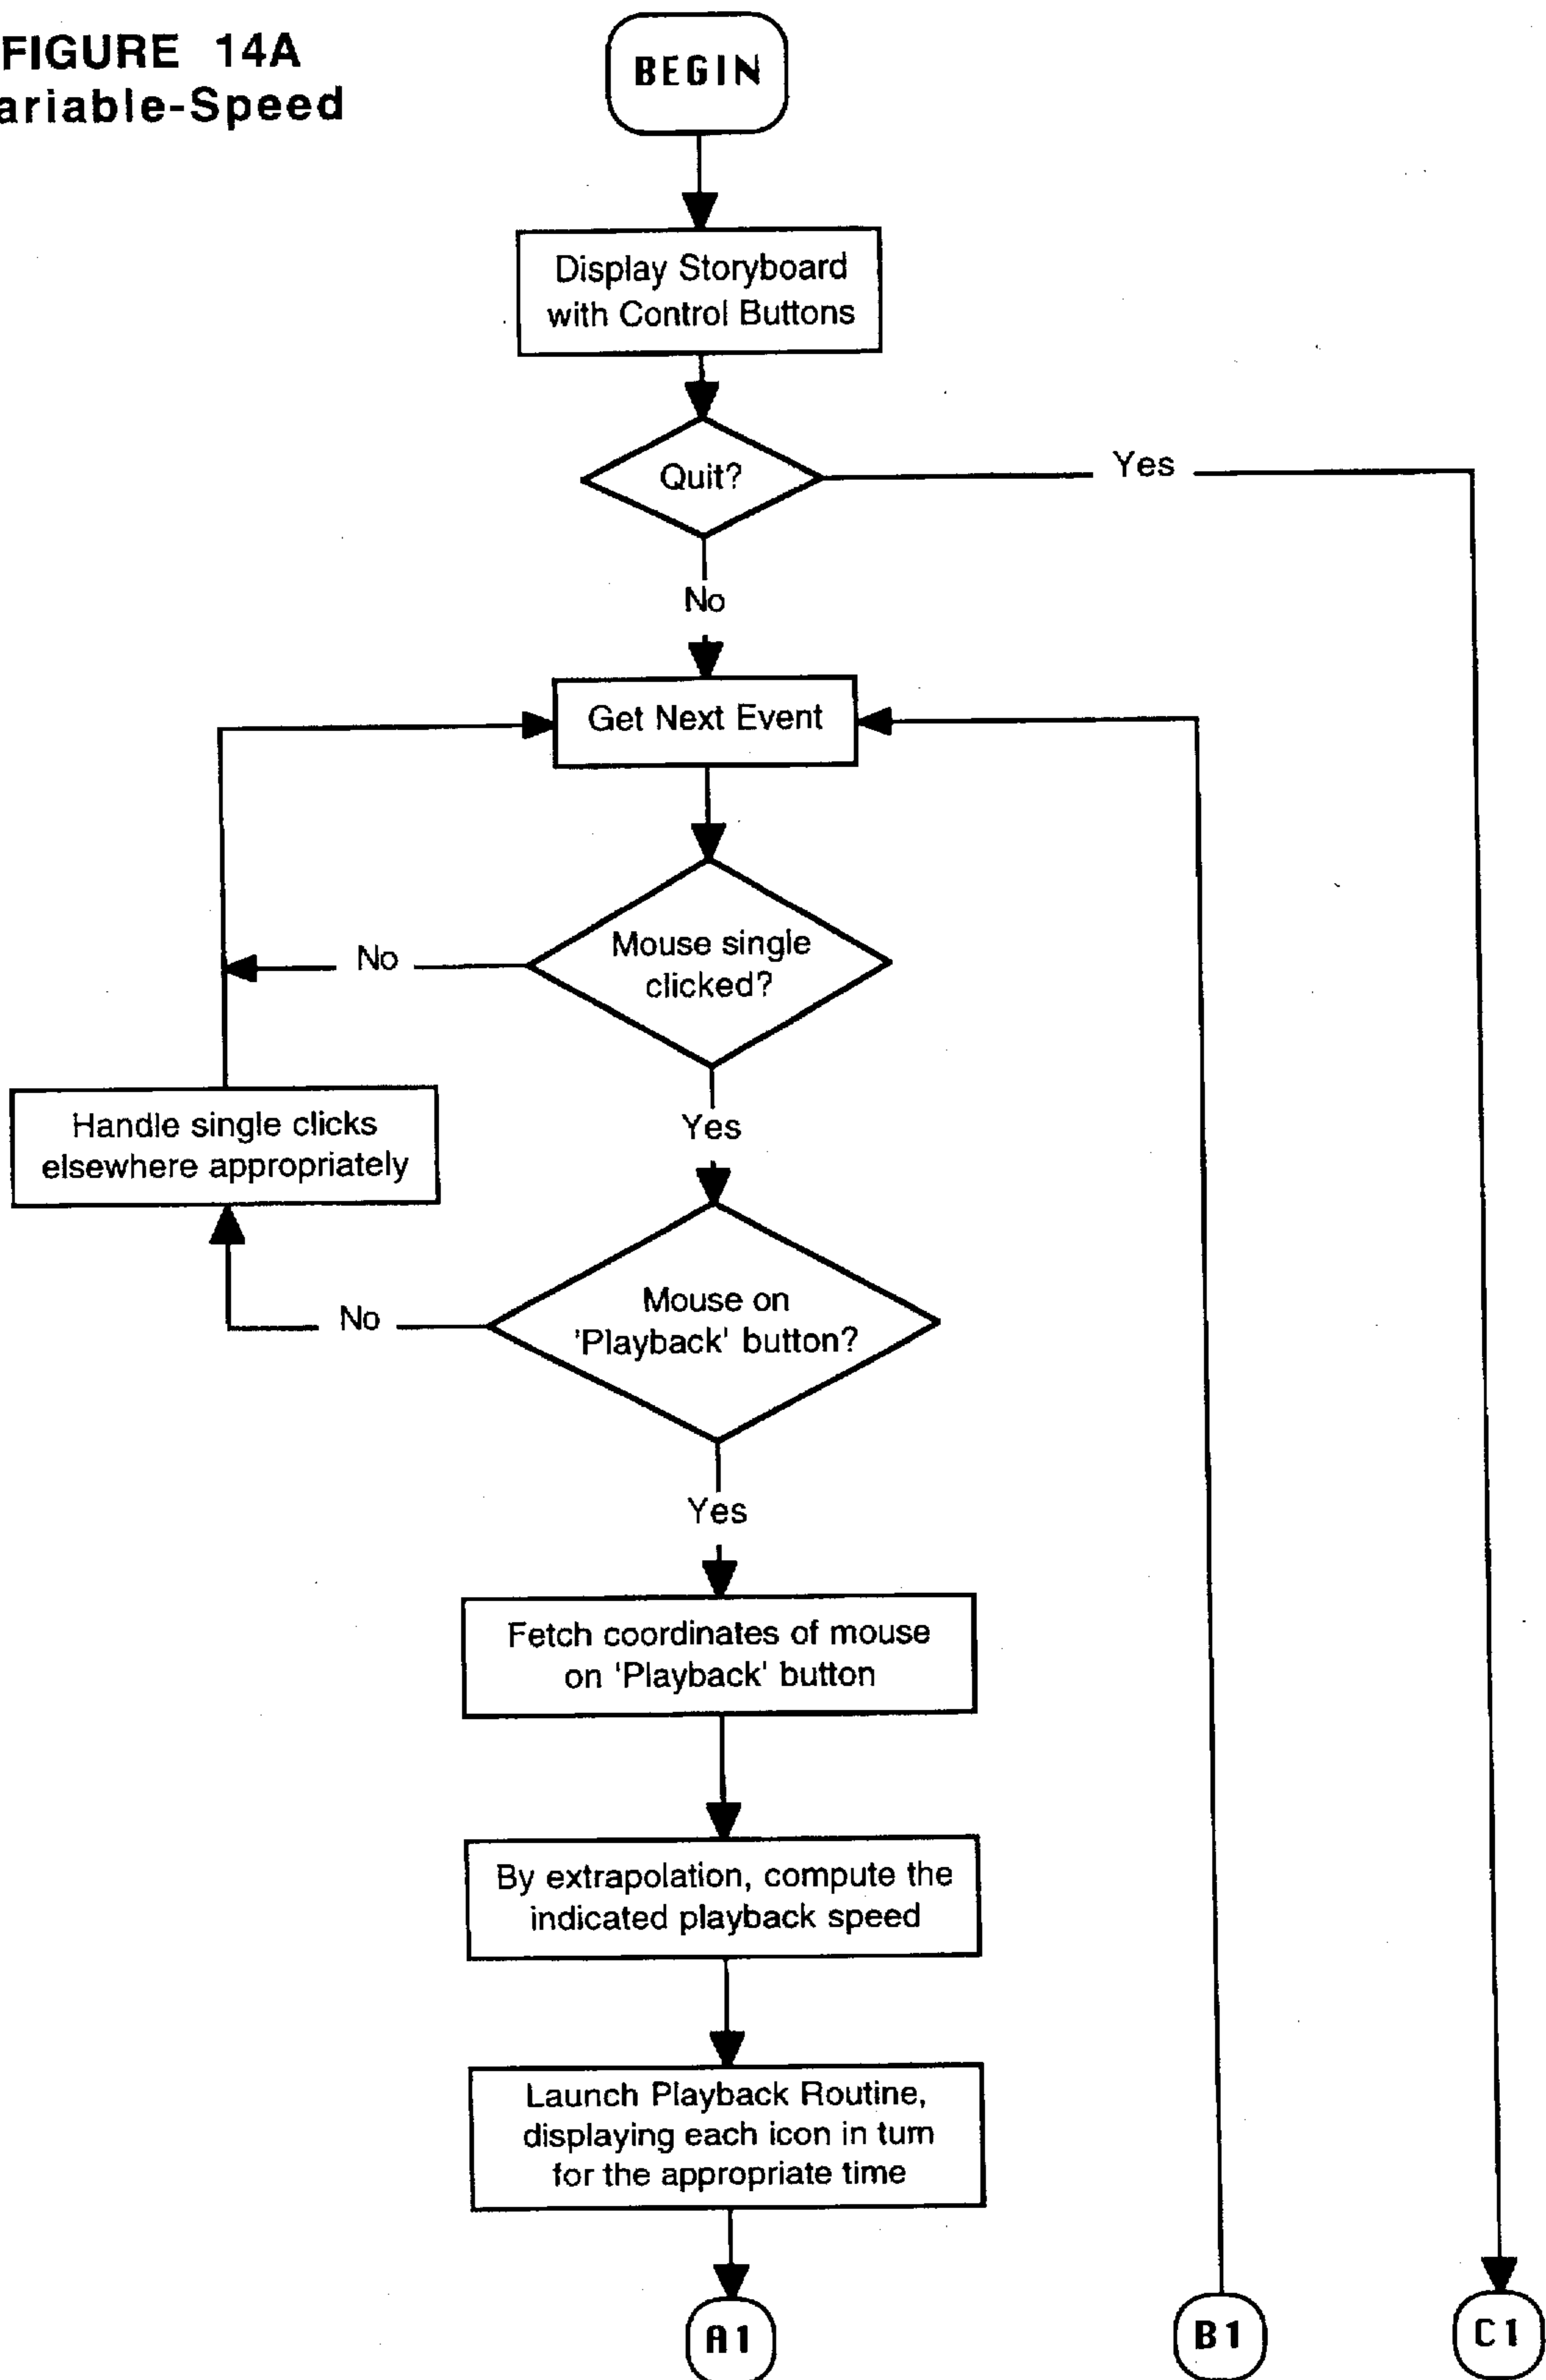 FIGURE 14A
ariable-Speed
BEGIN
Display Storyboard
with Control Buttons
Quit?
Yes
No
Get Next Event
Mouse single
clicked?
No
Yes
Handle single clicks
elsewhere appropriately
Mouse on
'Playback' button?
No
Yes
Fetch coordinates of mouse
on 'Playback' button
By extrapolation, compute the
indicated playback speed
Launch Playback Routine,
displaying each icon in turn
for the appropriate time
A1
B1
C1